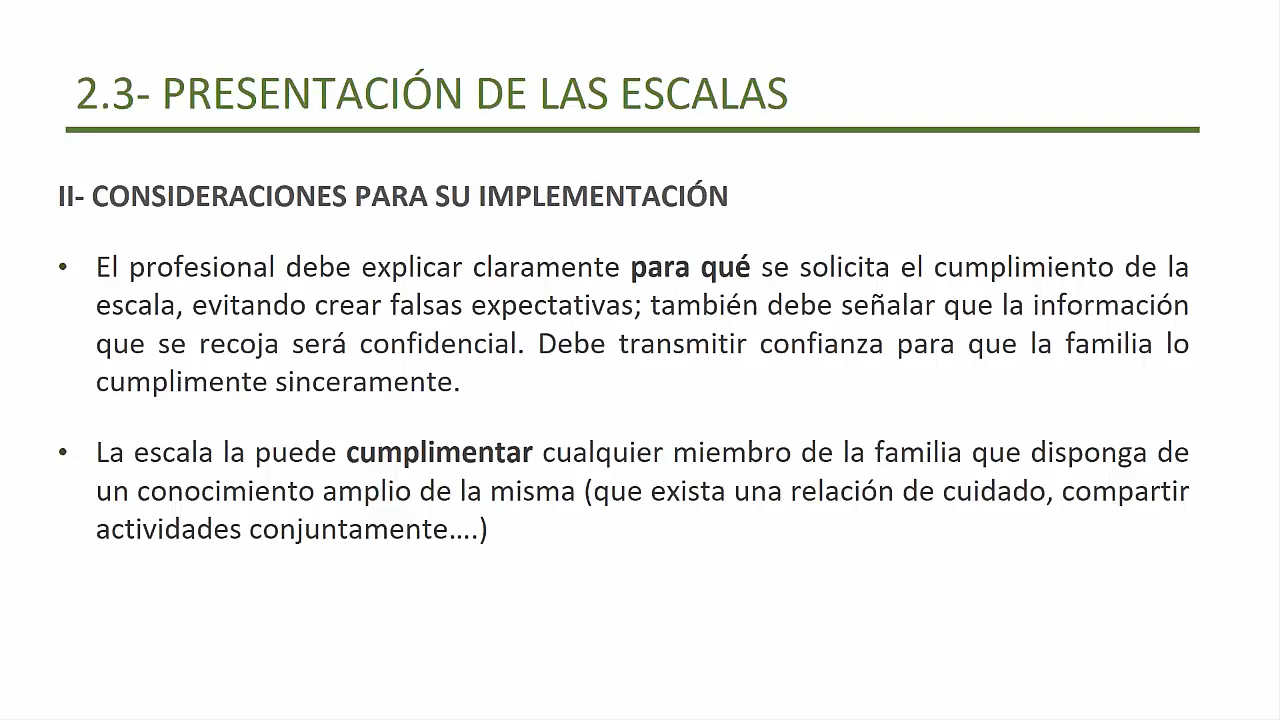 2.3- PRESENTACIÓN DE LAS ESCALAS
II- CONSIDERACIONES PARA SU IMPLEMENTACIÓN
• El profesional debe explicar claramente para qué se solicita el cumplimiento de la
escala, evitando crear falsas expectativas; también debe señalar que la información
que se recoja será confidencial. Debe transmitir confianza para que la familia lo
cumplimente sinceramente.
• La escala la puede cumplimentar cualquier miembro de la familia que disponga de
un conocimiento amplio de la misma (que exista una relación de cuidado, compartir
actividades conjuntamente….)